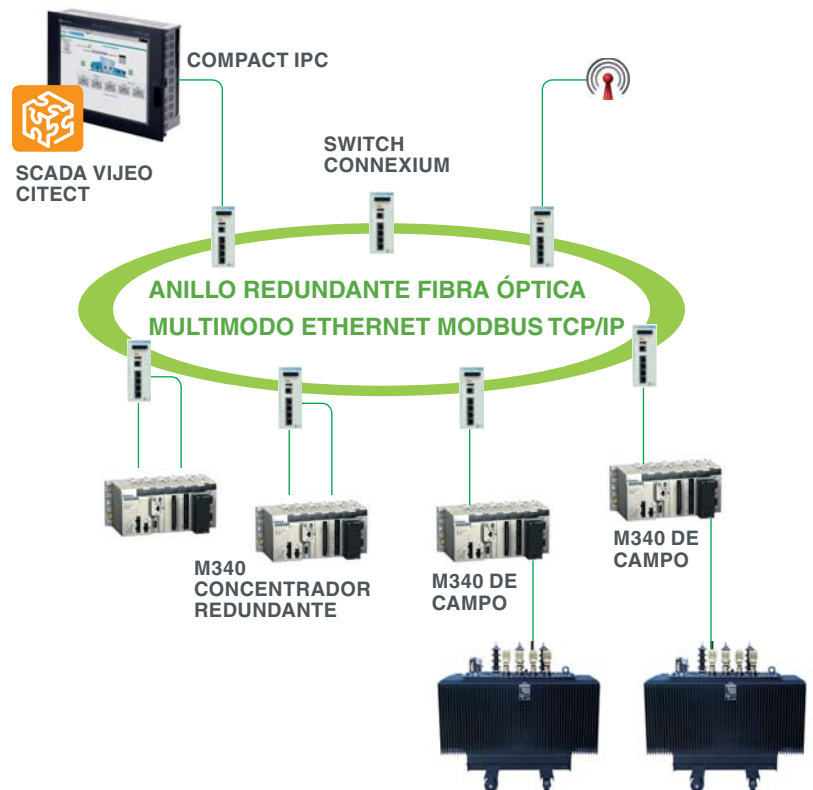 COMPACT IPC
SCADA VIJEO
CITECT
SWITCH
CONNEXIUM
ANILLO REDUNDANTE FIBRA ÓPTICA
MULTIMODO ETHERNET MODBUS TCP/IP
M340
CONCENTRADOR
REDUNDANTE
M340 DE
CAMPO
M340 DE
CAMPO